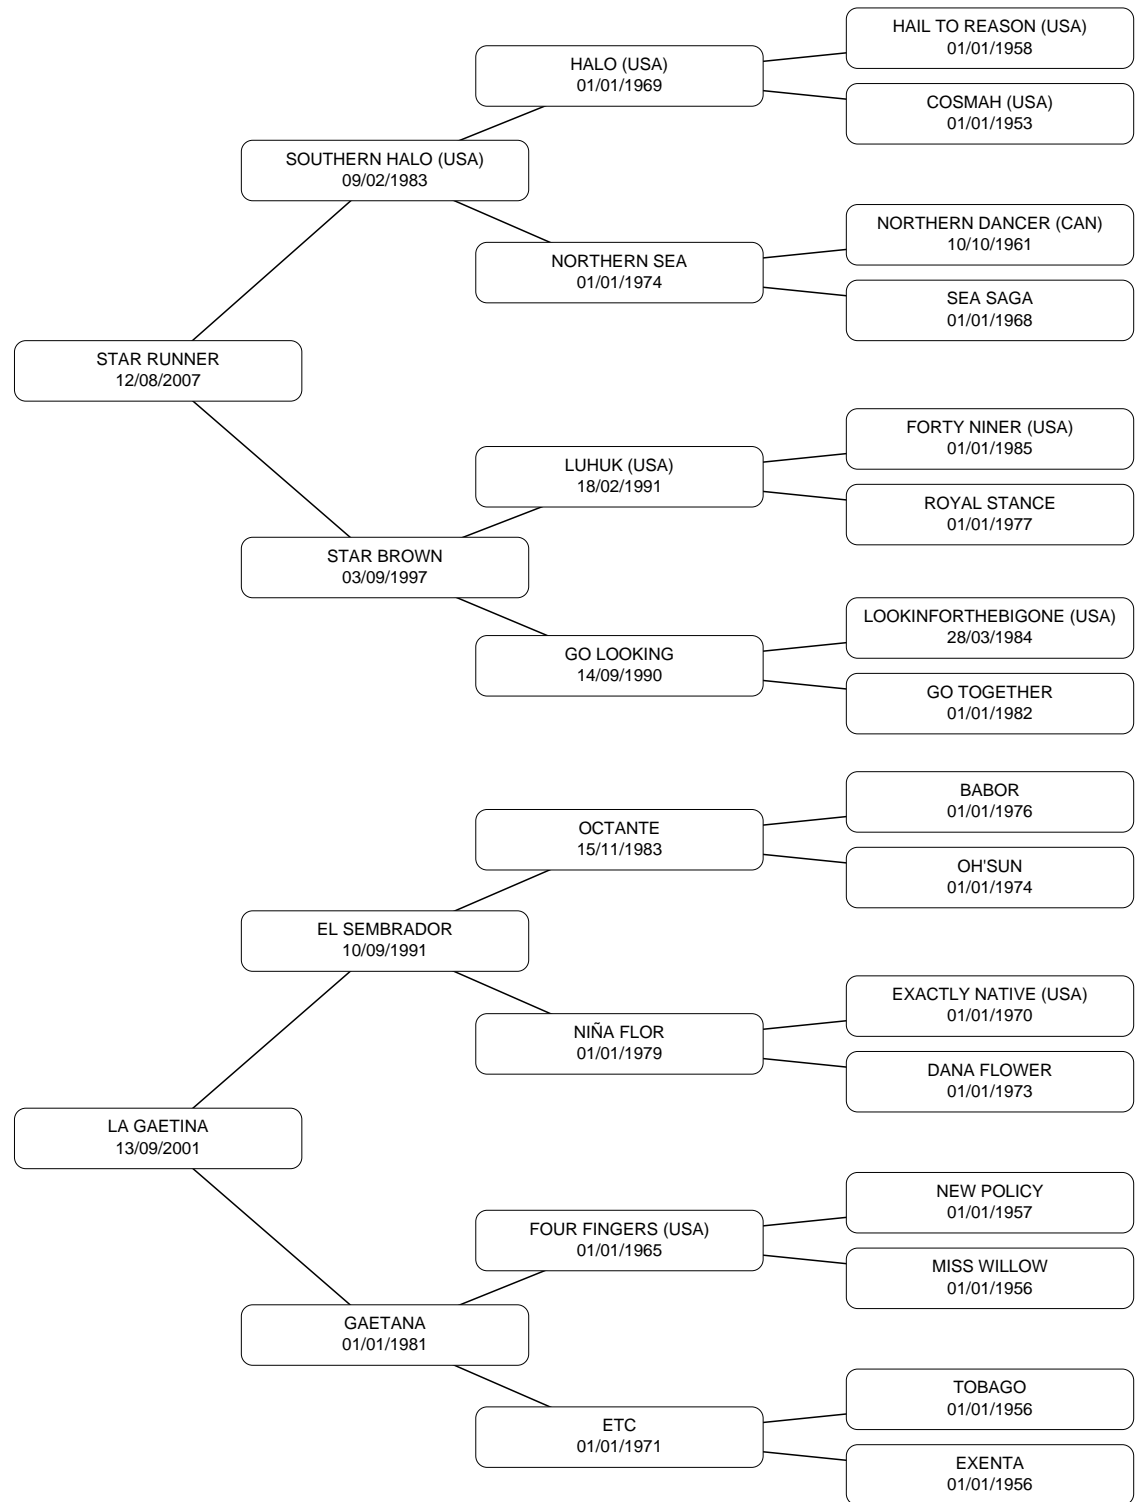 HAIL TO REASON (USA)
01/01/1958
HALO (USA)
01/01/1969
COSMAH (USA)
01/01/1953
SOUTHERN HALO (USA)
09/02/1983
NORTHERN DANCER (CAN)
10/10/1961
NORTHERN SEA
01/01/1974
SEA SAGA
01/01/1968
STAR RUNNER
12/08/2007
FORTY NINER (USA)
01/01/1985
LUHUK (USA)
18/02/1991
ROYAL STANCE
01/01/1977
STAR BROWN
03/09/1997
LOOKINFORTHEBIGONE (USA)
28/03/1984
GO LOOKING
14/09/1990
GO TOGETHER
01/01/1982
BABOR
01/01/1976
OCTANTE
15/11/1983
OH'SUN
01/01/1974
EL SEMBRADOR
10/09/1991
EXACTLY NATIVE (USA)
01/01/1970
NIÑA FLOR
01/01/1979
DANA FLOWER
01/01/1973
LA GAETINA
13/09/2001
NEW POLICY
01/01/1957
FOUR FINGERS (USA)
01/01/1965
MISS WILLOW
01/01/1956
GAETANA
01/01/1981
TOBAGO
01/01/1956
ETC
01/01/1971
EXENTA
01/01/1956